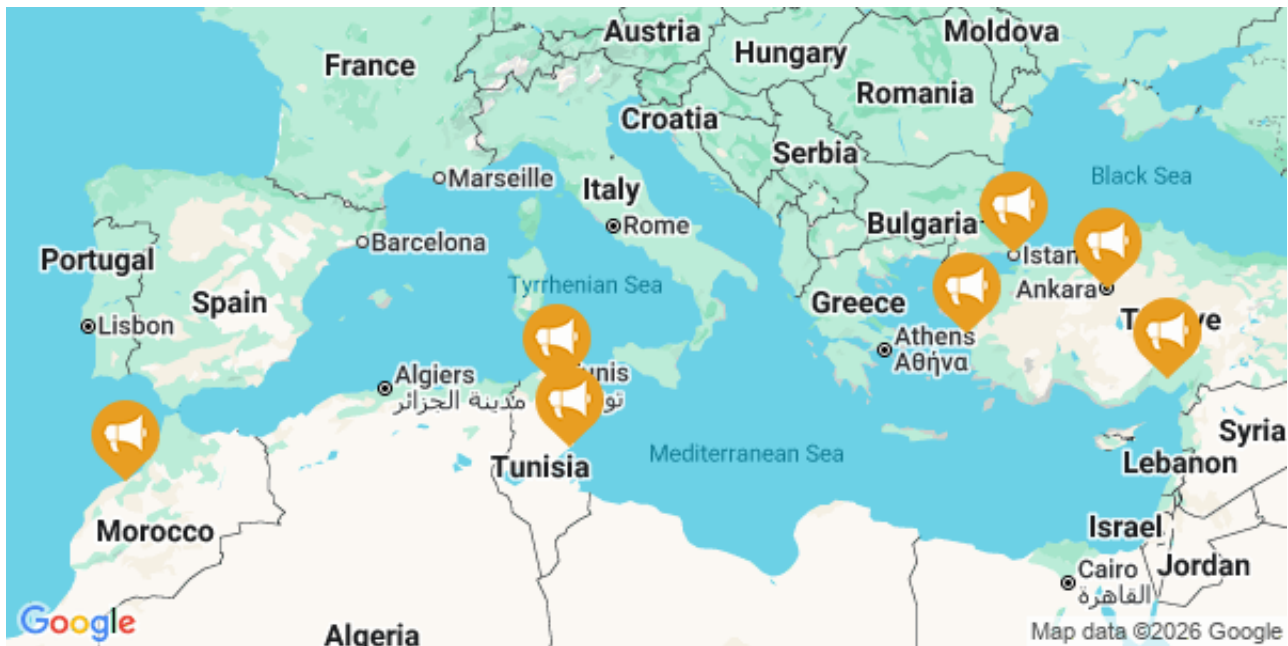 Austria
Moldova
Hungary
France
Romania
Croatia
Serbia
Marseille
Italy
Black Sea
Rome
Bulgaria
Barcelona
Portugal
Istan
Tyrrhenian Sea
Spain
Greece
Ankara
Lisbon
Athens
Αθήνα
Algiers
مدينة الجزائر
Syria
Mediterranean Sea
Tunisia
Lebanon
Morocco
Israel
Cairo
القاهرة
Jordan
Google
Algeria
Map data ©2026 Google